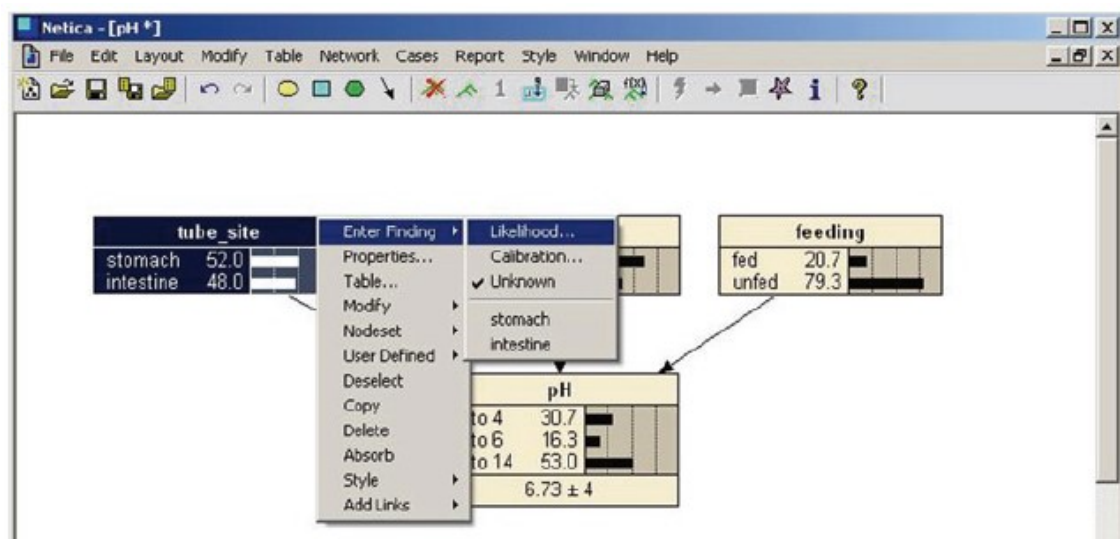 Netica - [pH *]
File Edit Layout Modify Table Network Cases Report Style Window Help
1 f(x) i ?
tube_site
stomach 52.0
intestine 48.0
Enter Finding
Properties...
Table...
Modify
Nodeset
User Defined
Deselect
Copy
Delete
Absorb
Style
Add Links
Likelihood...
Calibration...
Unknown
stomach
intestine
feeding
fed 20.7
unfed 79.3
pH
to 4 30.7
to 6 16.3
to 14 53.0
6.73 ± 4